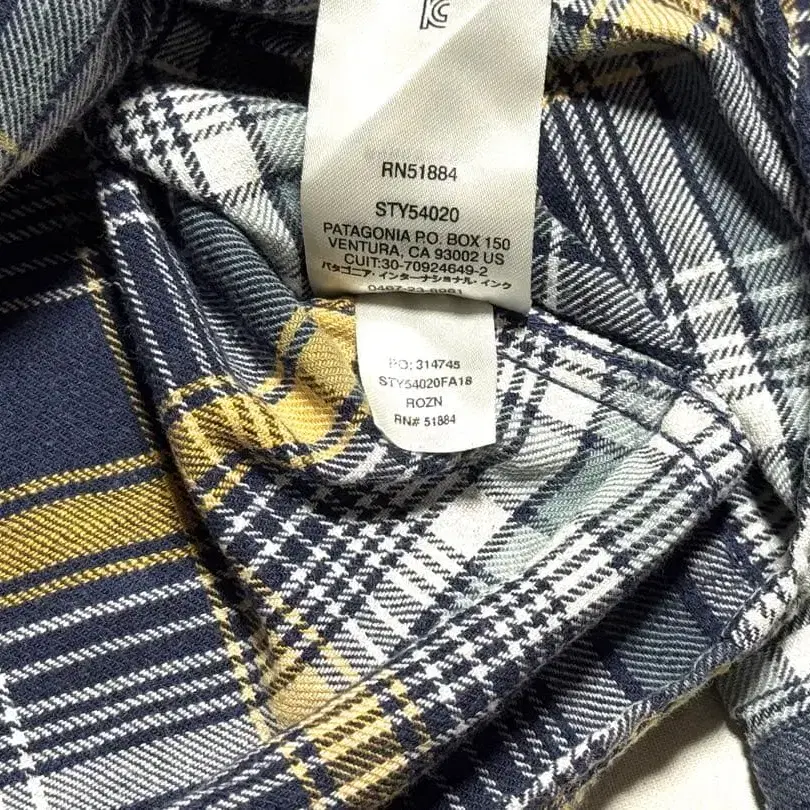 RN51884
STY54020
PATAGONIA P.O. BOX 150
VENTURA, CA 93002 US
CUIT:30-70924649-2
パタゴニア・インターナショナル・インク
PO: 314745
STY54020FA18
ROZN
RN# 51884